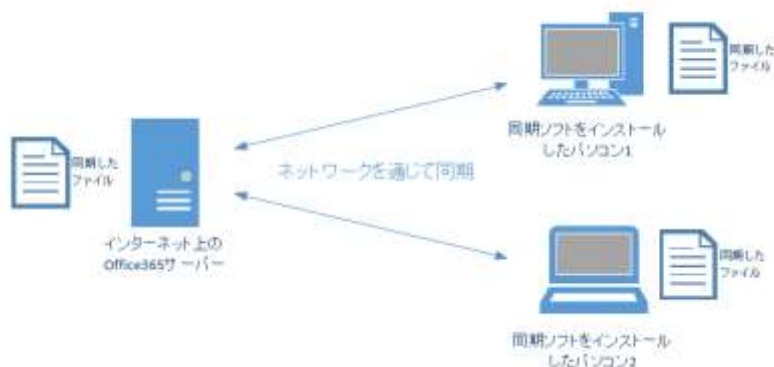 同期した
ファイル
同期ソフトをインストール
したパソコン1
同期した
ファイル
ネットワークを通じて同期
インターネット上の
Office365サーバー
同期した
ファイル
同期ソフトをインストール
したパソコン2